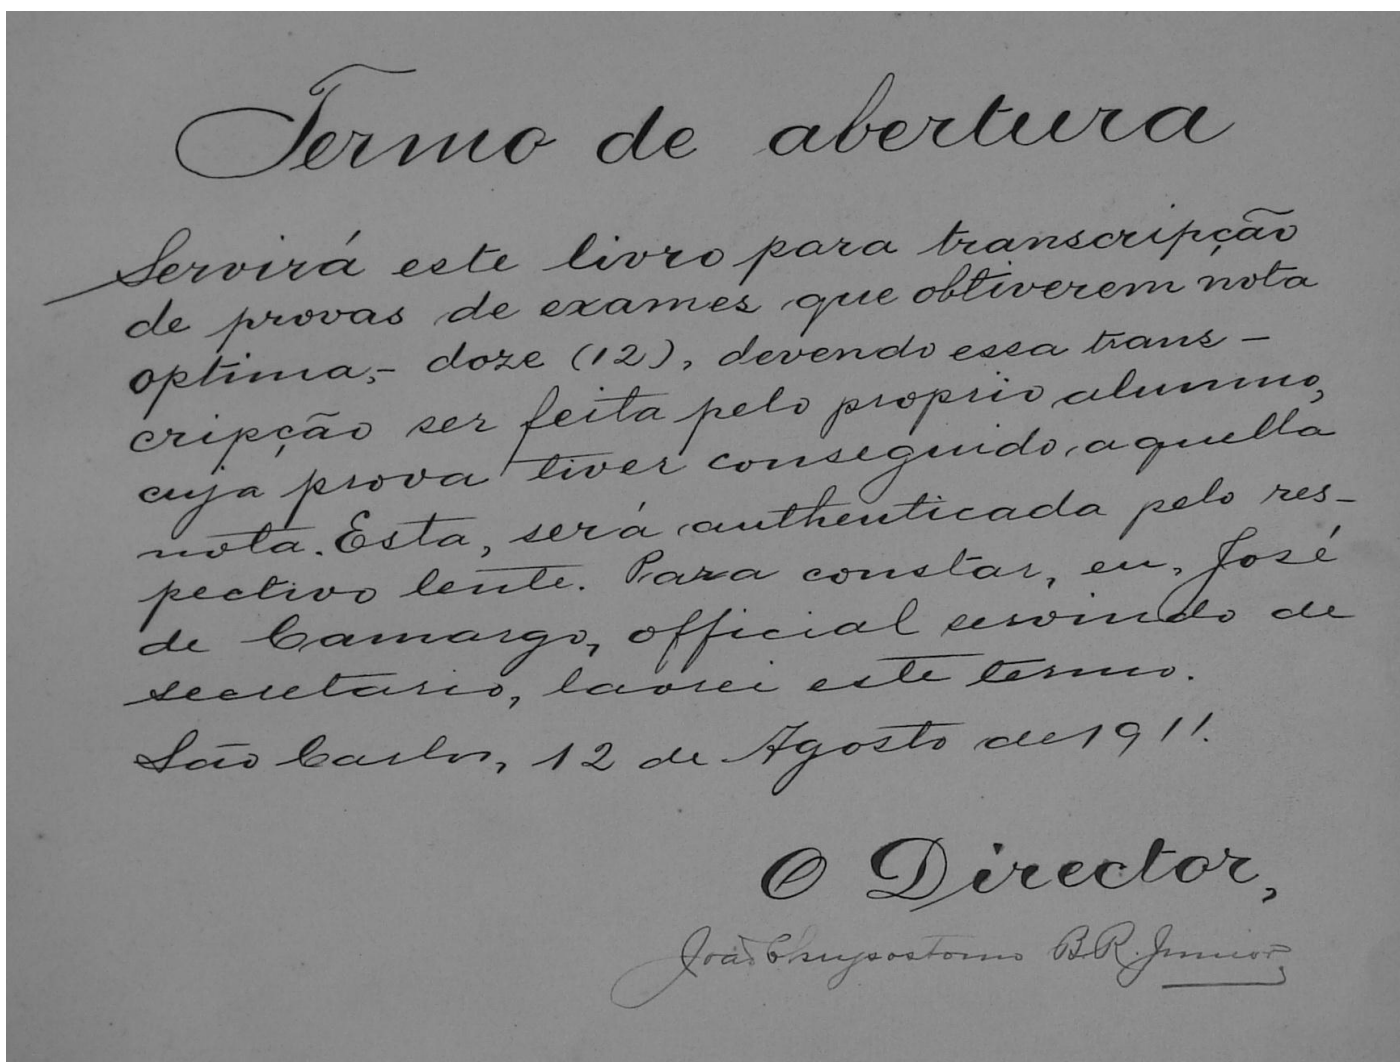 Termo de abertura
Servirá este livro para transcripção
de provas de exames que obtiverem nota
optima,- doze (12), devendo essa trans-
cripção ser feita pelo proprio alumno,
cuja prova tiver conseguido aquella
nota. Esta, será authenticada pelo res-
pectivo lente. Para constar, eu, José
de Camargo, official servindo de
secretario, lavrei este termo.
São Carlos, 12 de Agosto de 1911.
O Director,
João Chrysostomo B. R. Junior